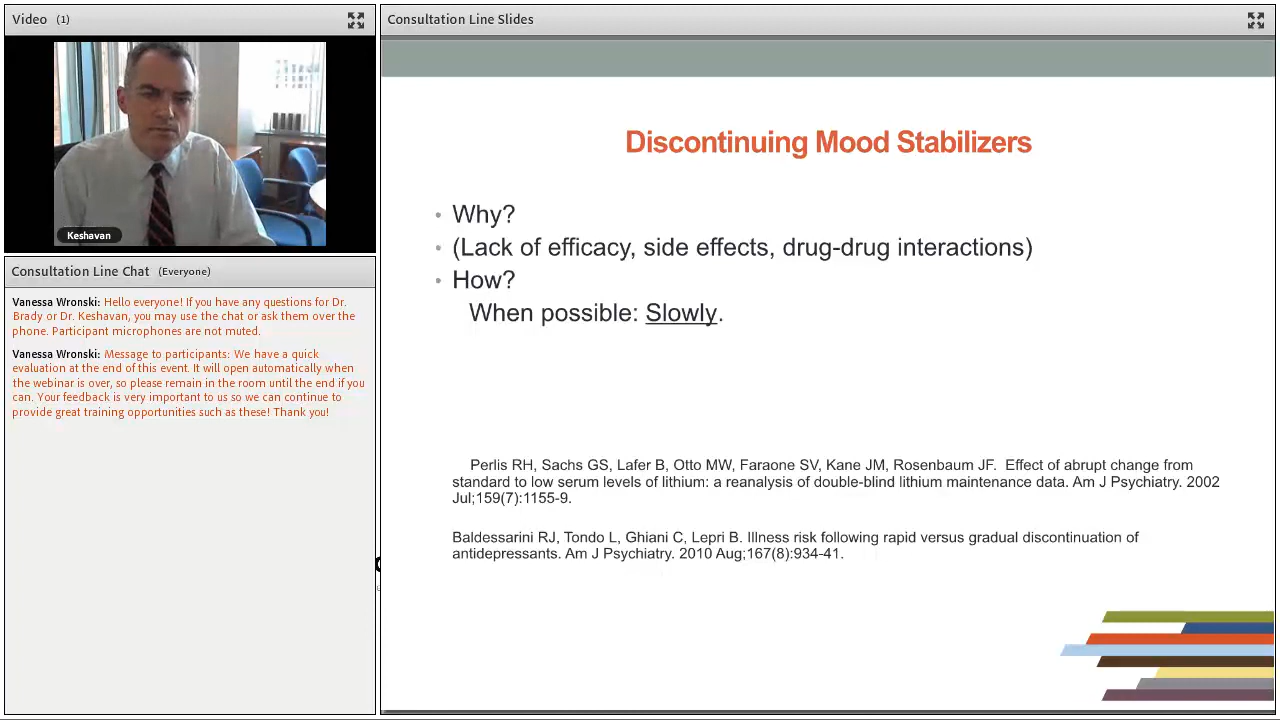 Video (1)
Keshavan
Consultation Line Chat (Everyone)
Vanessa Wronski: Hello everyone! If you have any questions for Dr.
Brady or Dr. Keshavan, you may use the chat or ask them over the
phone. Participant microphones are not muted.
Vanessa Wronski: Message to participants: We have a quick
evaluation at the end of this event. It will open automatically when
the webinar is over, so please remain in the room until the end if you
can. Your feedback is very important to us so we can continue to
provide great training opportunities such as these! Thank you!
Consultation Line Slides
Discontinuing Mood Stabilizers
• Why?
• (Lack of efficacy, side effects, drug-drug interactions)
• How?
When possible: Slowly.
Perlis RH, Sachs GS, Lafer B, Otto MW, Faraone SV, Kane JM, Rosenbaum JF. Effect of abrupt change from
standard to low serum levels of lithium: a reanalysis of double-blind lithium maintenance data. Am J Psychiatry. 2002
Jul;159(7):1155-9.
Baldessarini RJ, Tondo L, Ghiani C, Lepri B. Illness risk following rapid versus gradual discontinuation of
antidepressants. Am J Psychiatry. 2010 Aug;167(8):934-41.